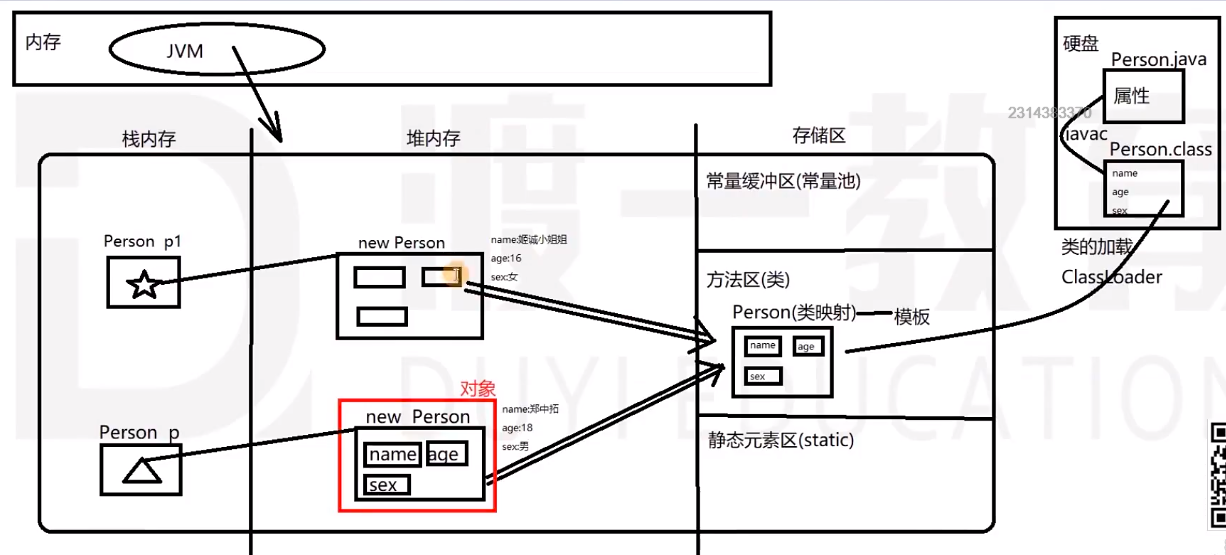 内存
JVM
硬盘
Person.java
属性
2314383370
javac
Person.class
name
age
sex
类的加载
ClassLoader
栈内存
堆内存
存储区
常量缓冲区(常量池)
Person p1
new Person
name:姬诚小姐姐
age:16
sex:女
方法区(类)
Person(类映射)
模板
name
age
sex
对象
Person p
new Person
name
age
sex
name:郑中拓
age:18
sex:男
静态元素区(static)
渡一教育
DUYI EDUCATION